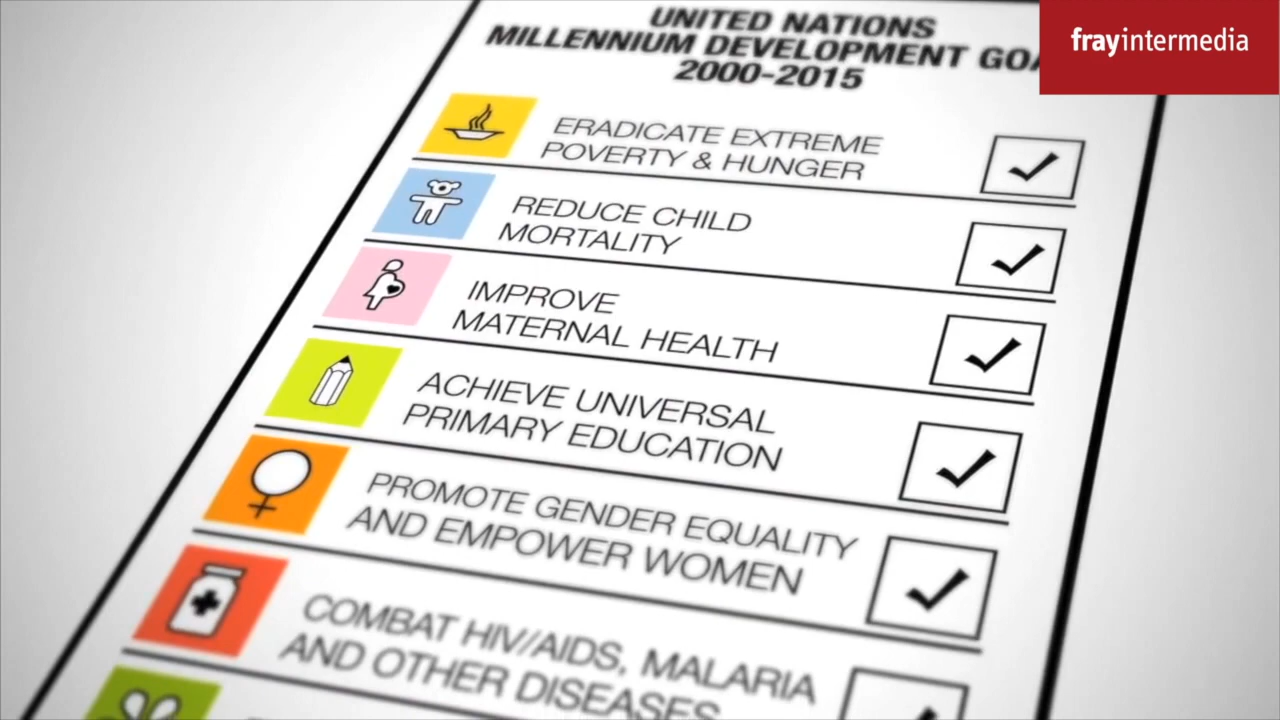 UNITED NATIONS
MILLENNIUM DEVELOPMENT GOA
2000-2015
frayintermedia
ERADICATE EXTREME
POVERTY & HUNGER
REDUCE CHILD
MORTALITY
IMPROVE
MATERNAL HEALTH
ACHIEVE UNIVERSAL
PRIMARY EDUCATION
PROMOTE GENDER EQUALITY
AND EMPOWER WOMEN
COMBAT HIV/AIDS, MALARIA
AND OTHER DISEASES